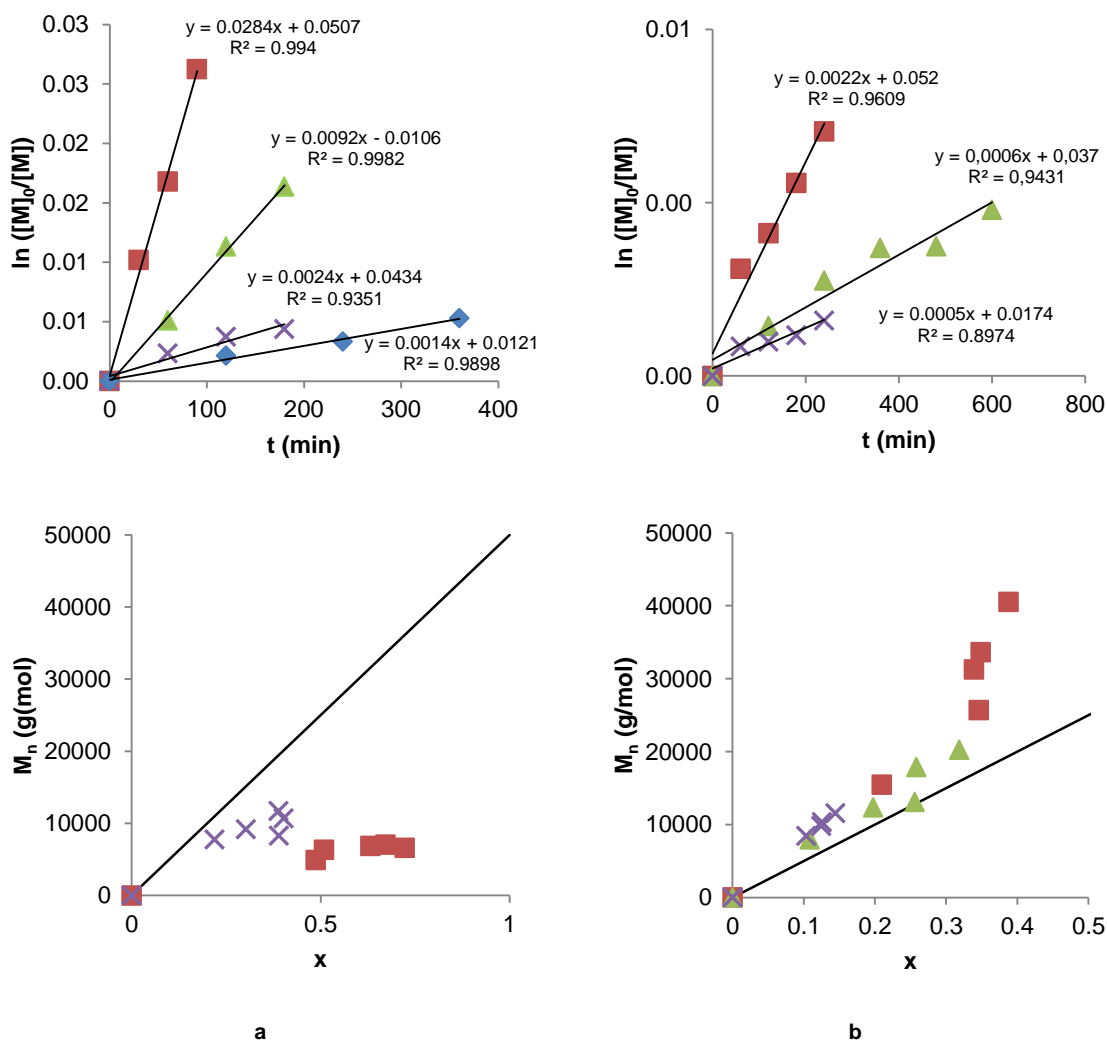 0.03
0.03
0.02
0.02
0.01
0.01
0.00
ln ([M]₀/[M])
y = 0.0284x + 0.0507
R² = 0.994
y = 0.0092x - 0.0106
R² = 0.9982
y = 0.0024x + 0.0434
R² = 0.9351
y = 0.0014x + 0.0121
R² = 0.9898
0 100 200 300 400
t (min)
0.01
0.00
0.00
ln ([M]₀/[M])
y = 0.0022x + 0.052
R² = 0.9609
y = 0,0006x + 0,037
R² = 0,9431
y = 0.0005x + 0.0174
R² = 0.8974
0 200 400 600 800
t (min)
50000
40000
30000
20000
10000
0
Mₙ (g(mol)
0 0.5 1
x
50000
40000
30000
20000
10000
0
Mₙ (g/mol)
0 0.1 0.2 0.3 0.4 0.5
x
a
b